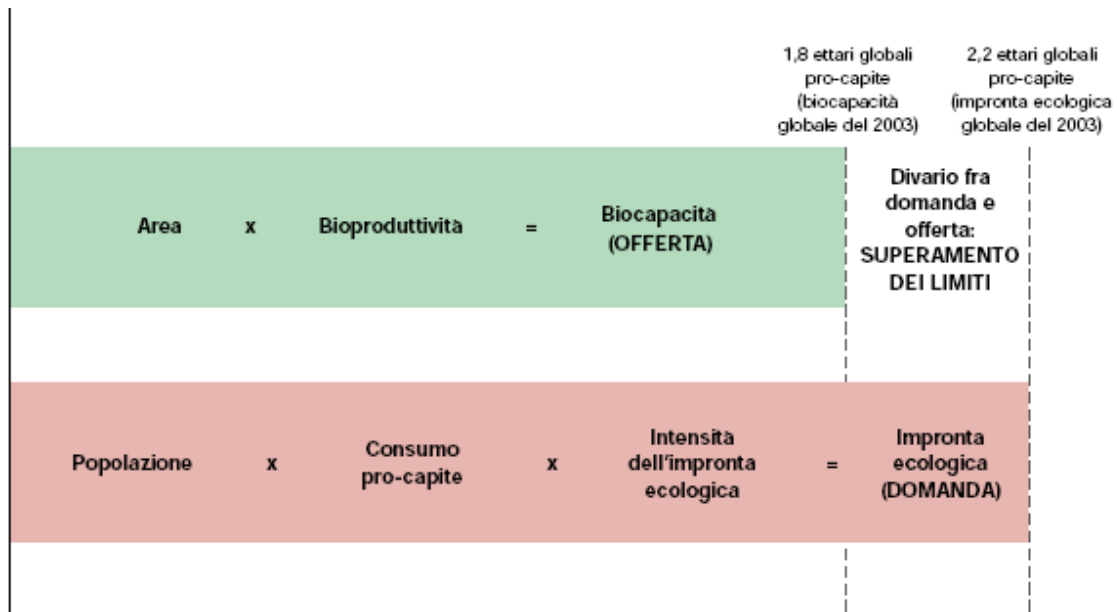 1,8 ettari globali
pro-capite
(biocapacità
globale del 2003)
2,2 ettari globali
pro-capite
(impronta ecologica
globale del 2003)
Area x Bioproduttività = Biocapacità
(OFFERTA)
Divario fra
domanda e
offerta:
SUPERAMENTO
DEI LIMITI
Popolazione x Consumo
pro-capite
x Intensità
dell'impronta
ecologica
= Impronta
ecologica
(DOMANDA)